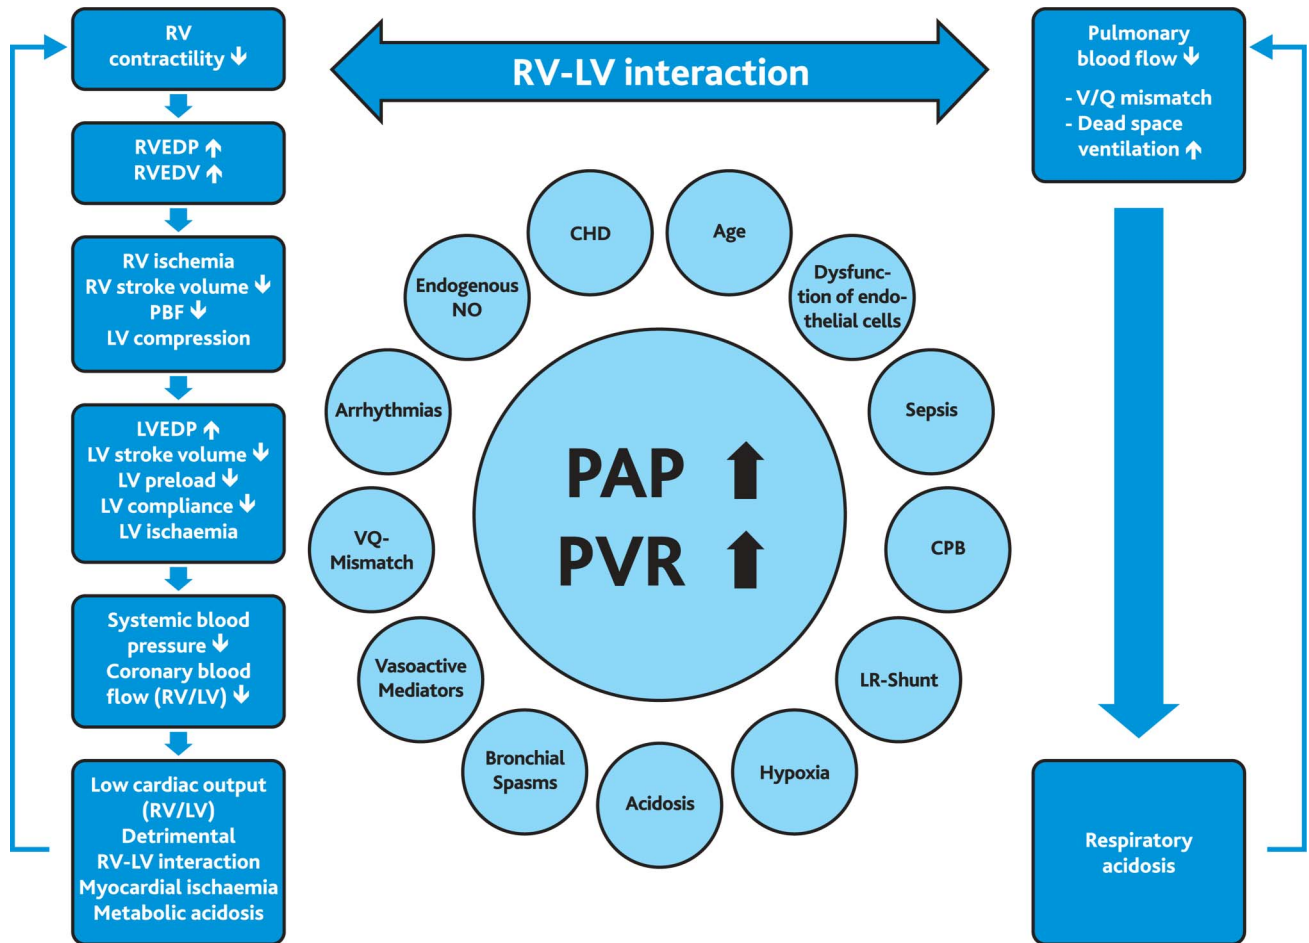 RV
contractility ↓
RVEDP ↑
RVEDV ↑
RV ischemia
RV stroke volume ↓
PBF ↓
LV compression
LVEDP ↑
LV stroke volume ↓
LV preload ↓
LV compliance ↓
LV ischaemia
Systemic blood
pressure ↓
Coronary blood
flow (RV/LV) ↓
Low cardiac output
(RV/LV)
Detrimental
RV-LV interaction
Myocardial ischaemia
Metabolic acidosis
RV-LV interaction
CHD
Age
Dysfunc-
tion of endo-
thelial cells
Sepsis
CPB
LR-Shunt
Hypoxia
Acidosis
Bronchial
Spasms
Vasoactive
Mediators
VQ-
Mismatch
Arrhythmias
Endogenous
NO
PAP ↑
PVR ↑
Pulmonary
blood flow ↓
- V/Q mismatch
- Dead space
ventilation ↑
Respiratory
acidosis